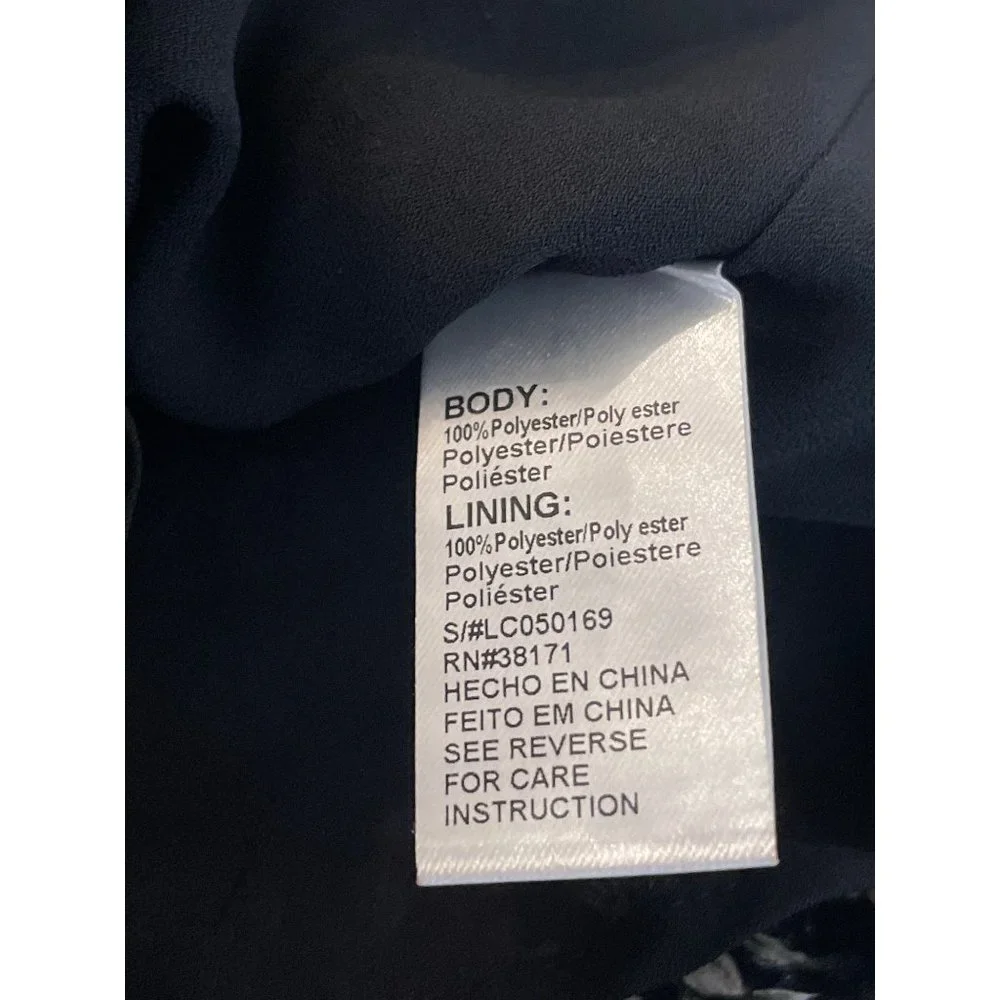 BODY:
100%Polyester/Poly ester
Polyester/Poiestere
Poliéster
LINING:
100%Polyester/Poly ester
Polyester/Poiestere
Poliéster
S/#LC050169
RN#38171
HECHO EN CHINA
FEITO EM CHINA
SEE REVERSE
FOR CARE
INSTRUCTION